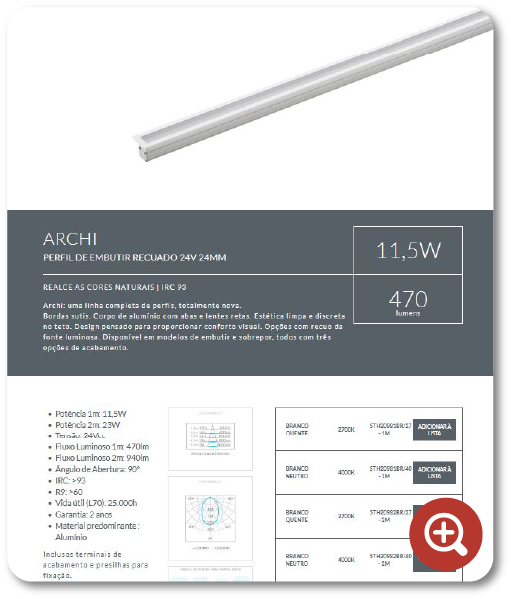 ARCHI
PERFIL DE EMBUTIR RECUADO 24V 24MM
11,5W
REALCE AS CORES NATURAIS | IRC 93
470
lumens
Archi: uma linha completa de perfis, totalmente nova.
Bordas sutis. Corpo de alumínio com abas e lentes retas. Estética limpa e discreta
no teto. Design pensado para proporcionar conforto visual. Opções com recuo da
fonte luminosa. Disponível em modelos de embutir e sobrepor, todos com três
opções de acabamento.
Potência 1m: 11,5W
Potência 2m: 23W
Tensão: 24Vcc
Fluxo Luminoso 1m: 470lm
Fluxo Luminoso 2m: 940lm
Ângulo de Abertura: 90°
IRC: >93
R9: >60
Vida útil (L70): 25.000h
Garantia: 2 anos
Material predominante:
Alumínio
Inclusos terminais de
acabamento e presilhas para
fixação.
BRANCO
QUENTE
2700K
- 1M
ADICIONAR À
LISTA
BRANCO
NEUTRO
4000K
- 1M
ADICIONAR À
LISTA
BRANCO
QUENTE
2700K
- 2M
BRANCO
NEUTRO
4000K
- 2M